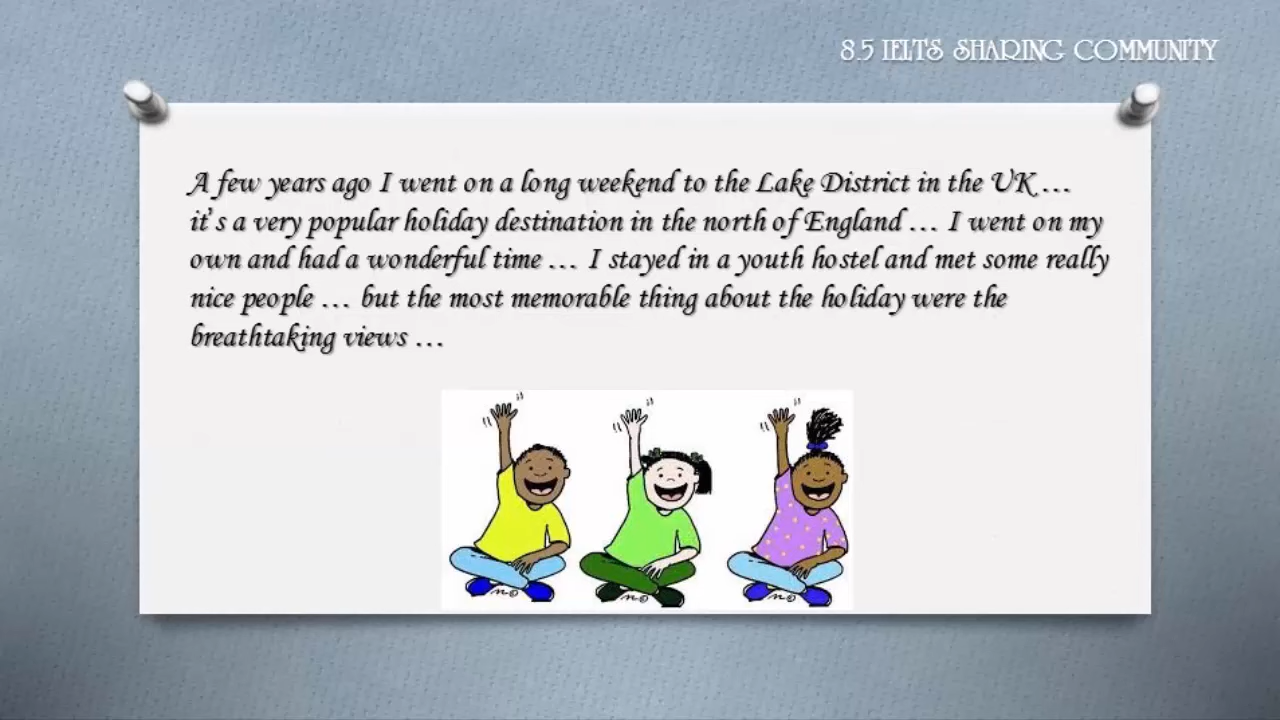 8.5 IELTS SHARING COMMUNITY
A few years ago I went on a long weekend to the Lake District in the UK …
it’s a very popular holiday destination in the north of England … I went on my
own and had a wonderful time … I stayed in a youth hostel and met some really
nice people … but the most memorable thing about the holiday were the
breathtaking views …